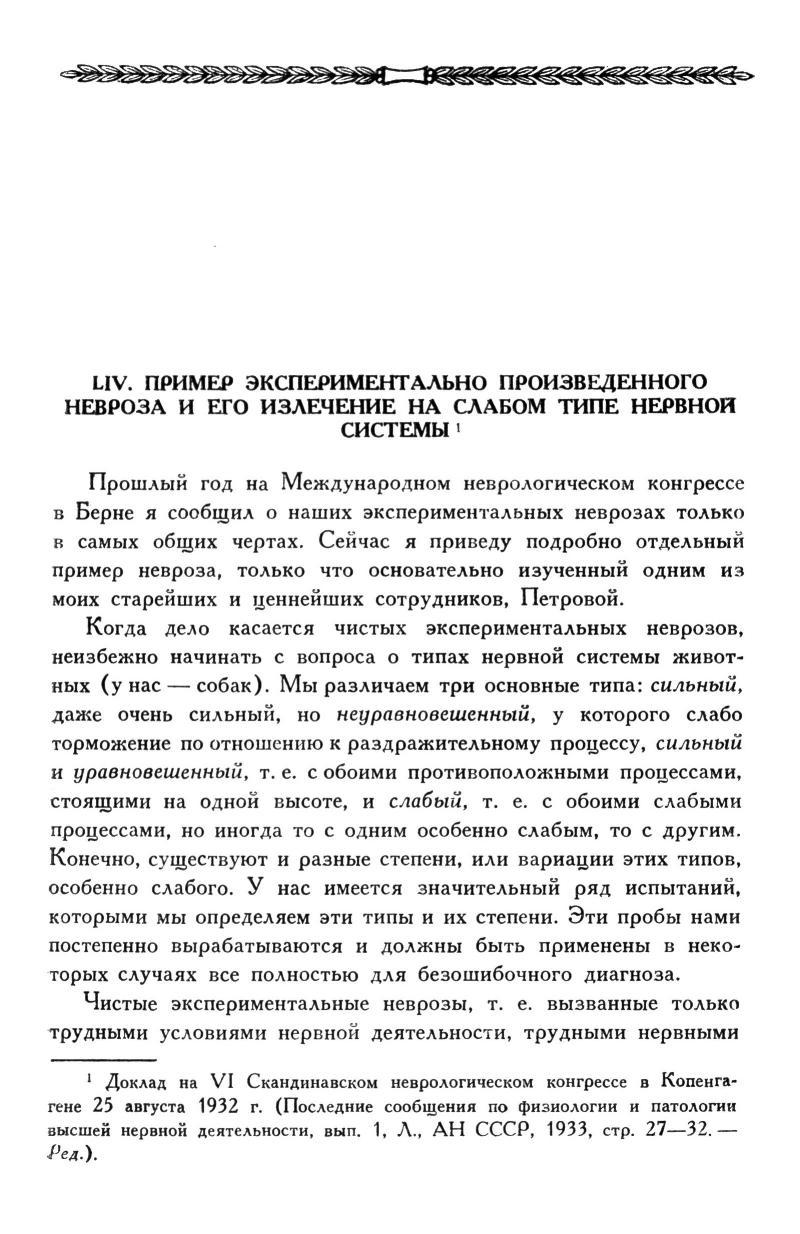 LIV. ПРИМЕР ЭКСПЕРИМЕНТАЛЬНО ПРОИЗВЕДЕННОГО
НЕВРОЗА И ЕГО ИЗЛЕЧЕНИЕ НА СЛАБОМ ТИПЕ НЕРВНОЙ
СИСТЕМЫ ¹
Прошлый год на Международном неврологическом конгрессе
в Берне я сообщил о наших экспериментальных неврозах только
в самых общих чертах. Сейчас я приведу подробно отдельный
пример невроза, только что основательно изученный одним из
моих старейших и ценнейших сотрудников, Петровой.
Когда дело касается чистых экспериментальных неврозов,
неизбежно начинать с вопроса о типах нервной системы живот-
ных (у нас — собак). Мы различаем три основные типа: сильный,
даже очень сильный, но неуравновешенный, у которого слабо
торможение по отношению к раздражительному процессу, сильный
и уравновешенный, т. е. с обоими противоположными процессами,
стоящими на одной высоте, и слабый, т. е. с обоими слабыми
процессами, но иногда то с одним особенно слабым, то с другим.
Конечно, существуют и разные степени, или вариации этих типов,
особенно слабого. У нас имеется значительный ряд испытаний,
которыми мы определяем эти типы и их степени. Эти пробы нами
постепенно вырабатываются и должны быть применены в неко-
торых случаях все полностью для безошибочного диагноза.
Чистые экспериментальные неврозы, т. е. вызванные только
трудными условиями нервной деятельности, трудными нервными
¹ Доклад на VI Скандинавском неврологическом конгрессе в Копенга-
гене 25 августа 1932 г. (Последние сообщения по физиологии и патологии
высшей нервной деятельности, вып. 1, Л., АН СССР, 1933, стр. 27—32. —
Ред.).